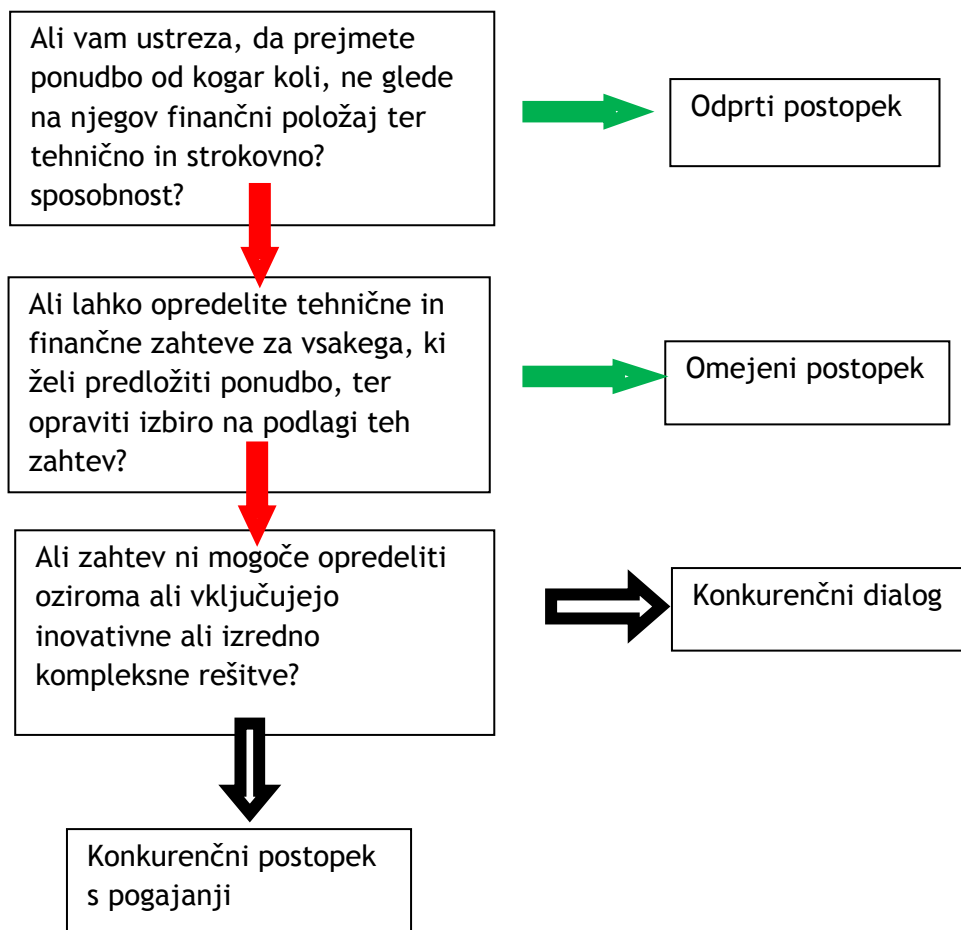 Ali vam ustreza, da prejmete
ponudbo od kogar koli, ne glede
na njegov finančni položaj ter
tehnično in strokovno?
sposobnost?
Odprti postopek
Ali lahko opredelite tehnične in
finančne zahteve za vsakega, ki
želi predložiti ponudbo, ter
opraviti izbiro na podlagi teh
zahtev?
Omejeni postopek
Ali zahtev ni mogoče opredeliti
oziroma ali vključujejo
inovativne ali izredno
kompleksne rešitve?
Konkurenčni dialog
Konkurenčni postopek
s pogajanji